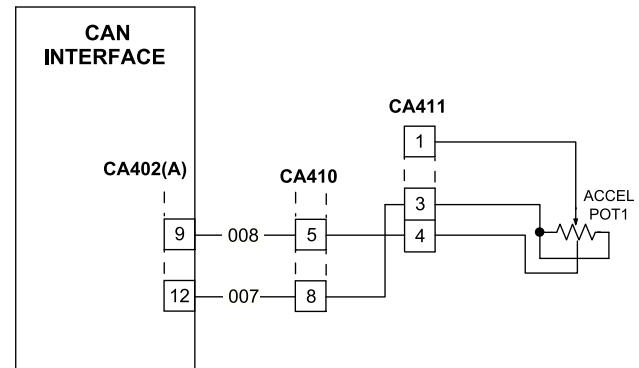 CAN
INTERFACE
CA411
1
CA402(A)
CA410
3
ACCEL
POT1
9
008
5
4
12
007
8